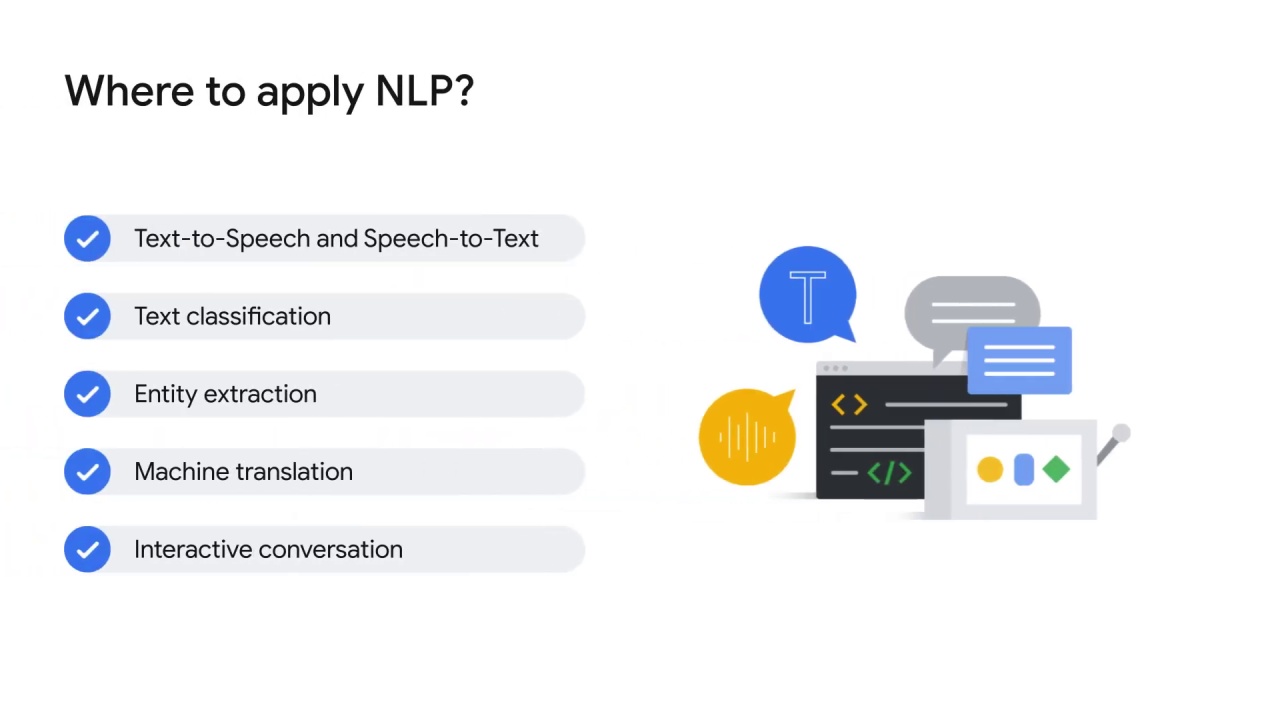 Where to apply NLP?
Text-to-Speech and Speech-to-Text
Text classification
Entity extraction
Machine translation
Interactive conversation
T